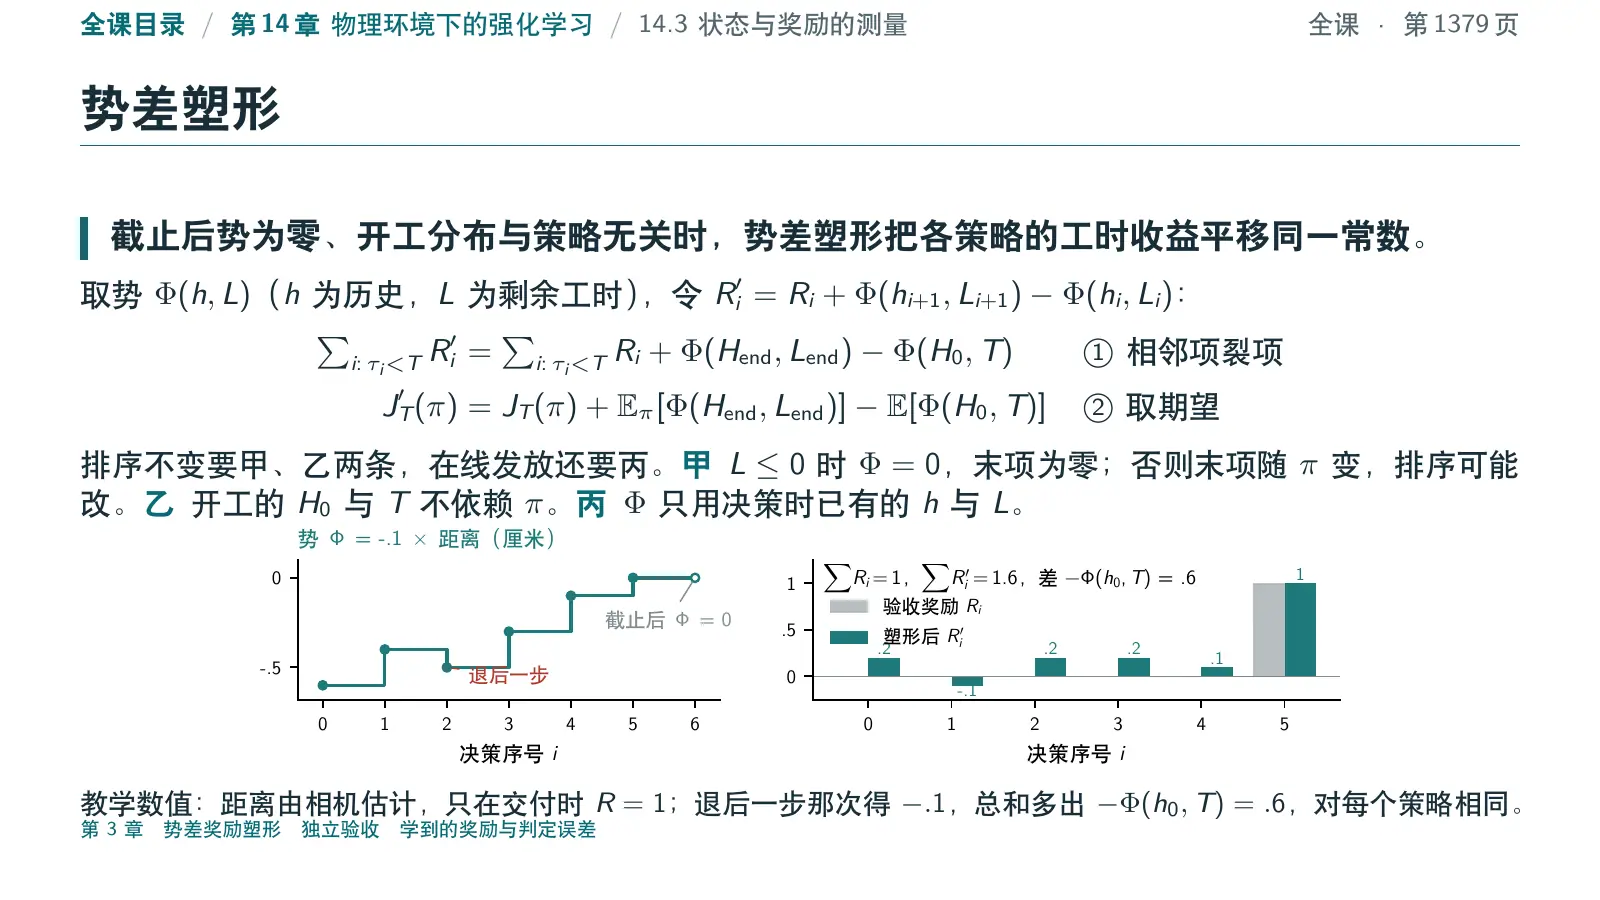 全课目录 / 第 14 章 物理环境下的强化学习 / 14.3 状态与奖励的测量
全课 · 第 1379 页
势差塑形
截止后势为零、开工分布与策略无关时，势差塑形把各策略的工时收益平移同一常数。
取势 Φ(h, L)（h 为历史，L 为剩余工时），令 R′ᵢ = Rᵢ + Φ(hᵢ₊₁, Lᵢ₊₁) − Φ(hᵢ, Lᵢ)：
∑_{i: τᵢ<T} R′ᵢ = ∑_{i: τᵢ<T} Rᵢ + Φ(H_end, L_end) − Φ(H₀, T) ① 相邻项裂项
J′_T(π) = J_T(π) + 𝔼_π[Φ(H_end, L_end)] − 𝔼[Φ(H₀, T)] ② 取期望
排序不变要甲、乙两条，在线发放还要丙。甲 L ≤ 0 时 Φ = 0，末项为零；否则末项随 π 变，排序可能
改。乙 开工的 H₀ 与 T 不依赖 π。丙 Φ 只用决策时已有的 h 与 L。
势 Φ = -.1 × 距离（厘米）
0
-.5
截止后 Φ = 0
退后一步
0 1 2 3 4 5 6
决策序号 i
∑Rᵢ = 1，∑R′ᵢ = 1.6，差 −Φ(h₀, T) = .6
验收奖励 Rᵢ
塑形后 R′ᵢ
1
.5
0
.2 -.1 .2 .2 .1 1
0 1 2 3 4 5
决策序号 i
教学数值：距离由相机估计，只在交付时 R = 1；退后一步那次得 −.1，总和多出 −Φ(h₀, T) = .6，对每个策略相同。
第 3 章 势差奖励塑形 独立验收 学到的奖励与判定误差